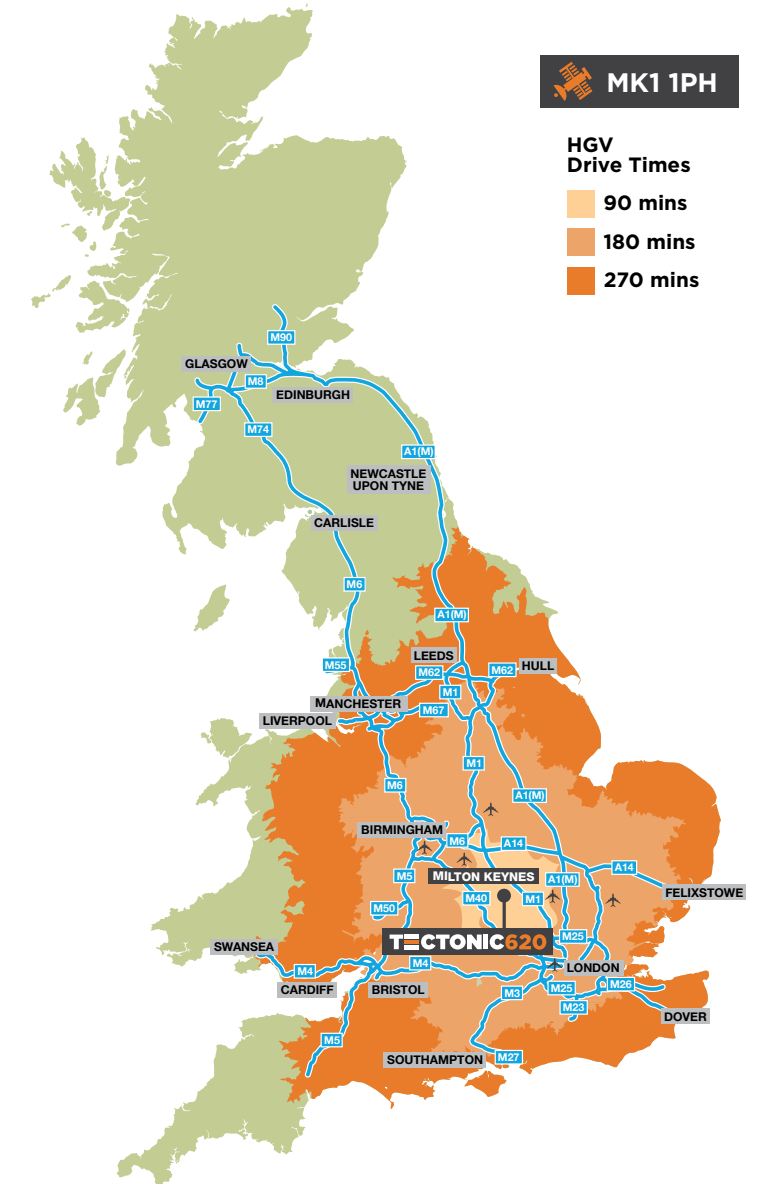 MK1 1PH
HGV
Drive Times
90 mins
180 mins
270 mins
M90
GLASGOW
M8
EDINBURGH
M77
M74
A1(M)
NEWCASTLE
UPON TYNE
CARLISLE
M6
A1(M)
LEEDS
M55
M62
M62
HULL
M1
MANCHESTER
M67
LIVERPOOL
M1
M6
A1(M)
BIRMINGHAM
M6
A14
A14
M5
MILTON KEYNES
A1(M)
FELIXSTOWE
M40
M1
M50
M25
TECTONIC620
SWANSEA
M4
M4
LONDON
CARDIFF
BRISTOL
M3
M25
M26
M23
DOVER
M5
SOUTHAMPTON
M27